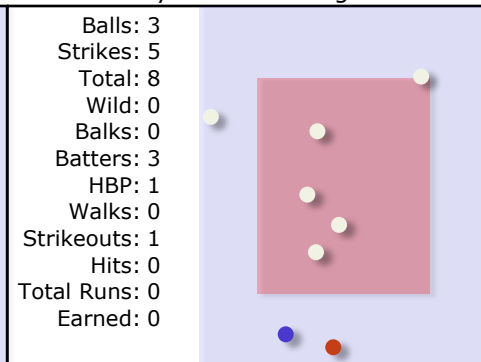 Balls: 3
Strikes: 5
Total: 8
Wild: 0
Balks: 0
Batters: 3
HBP: 1
Walks: 0
Strikeouts: 1
Hits: 0
Total Runs: 0
Earned: 0